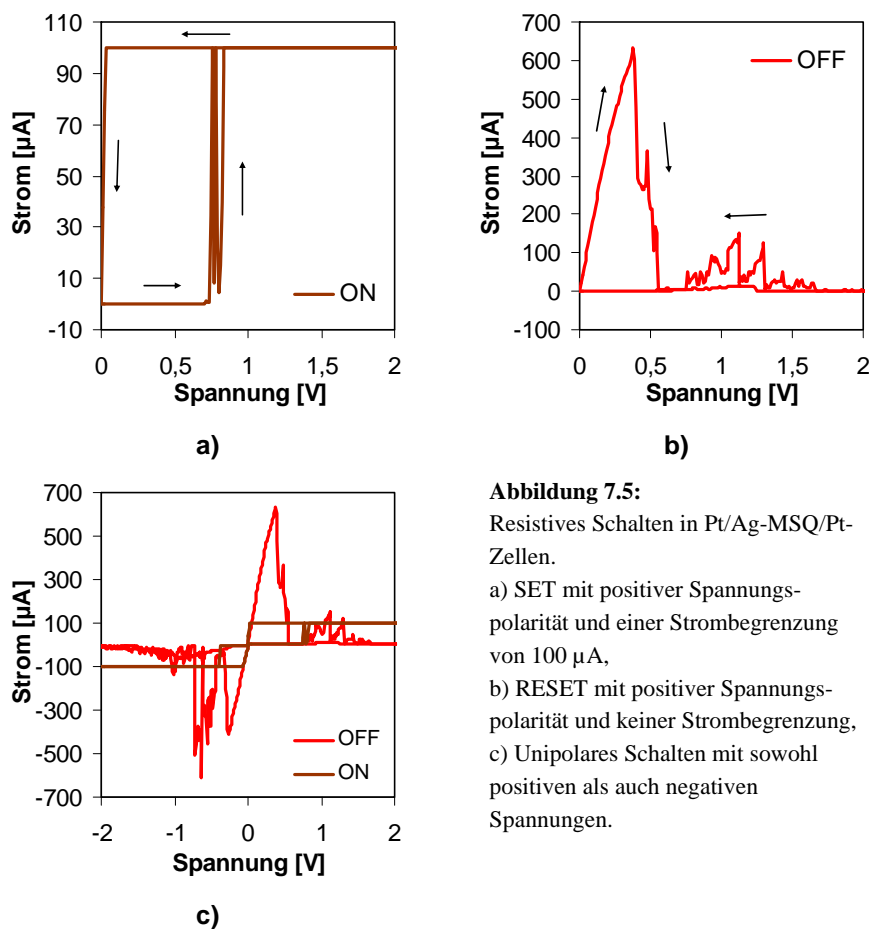 110
90
70
50
30
10
-10
Strom [µA]
0
0,5
1
1,5
2
Spannung [V]
ON
a)
700
600
500
400
300
200
100
0
-100
Strom [µA]
0
0,5
1
1,5
2
Spannung [V]
OFF
b)
700
500
300
100
-100
-300
-500
-700
Strom [µA]
-2
-1
0
1
2
Spannung [V]
OFF
ON
c)
Abbildung 7.5:
Resistives Schalten in Pt/Ag-MSQ/Pt-
Zellen.
a) SET mit positiver Spannungs-
polarität und einer Strombegrenzung
von 100 µA,
b) RESET mit positiver Spannungs-
polarität und keiner Strombegrenzung,
c) Unipolares Schalten mit sowohl
positiven als auch negativen
Spannungen.